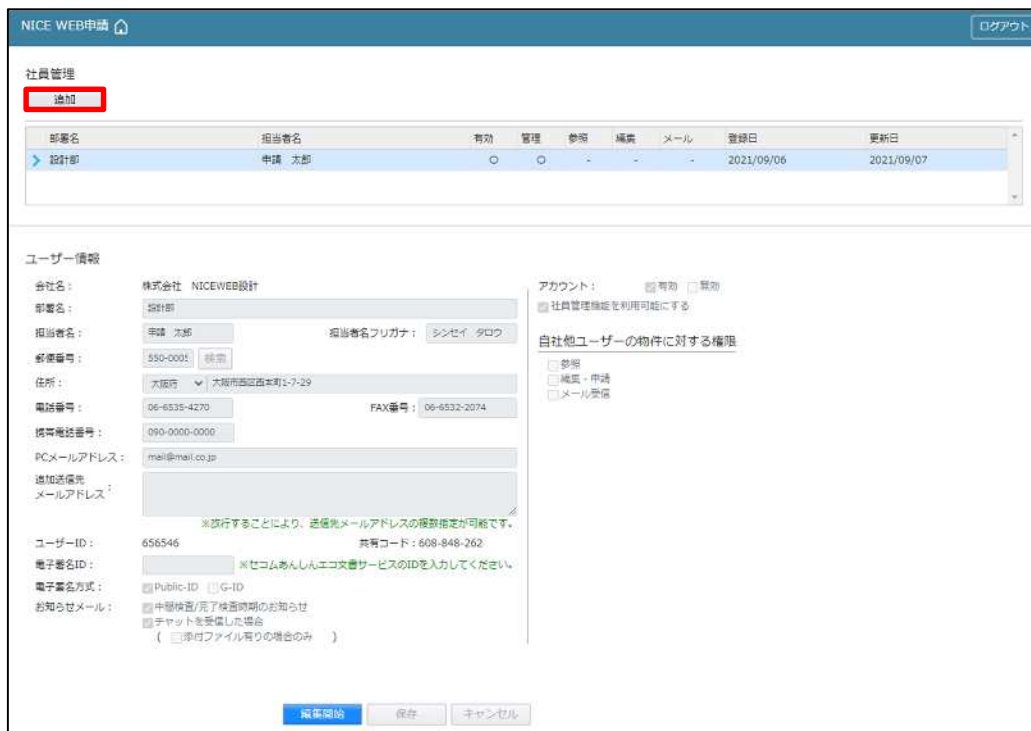 NICE WEB申請 ログアウト
社員管理
追加
部署名 担当者名 有効 管理 参照 編集 メール 登録日 更新日
設計部 申請 太郎 ○ ○ - - - 2021/09/06 2021/09/07
ユーザー情報
会社名： 株式会社 NICEWEB設計 アカウント： 有効 無効
部署名： 設計部 社員管理機能を利用可能にする
担当者名： 申請 太郎 担当者名フリガナ： シンセイ タロウ
自社他ユーザーの物件に対する権限
郵便番号： 550-0005 検索 参照
住所： 大阪府 大阪市西区西本町1-7-29 編集・申請
メール受信
電話番号： 06-6535-4270 FAX番号： 06-6532-2074
携帯電話番号： 090-0000-0000
PCメールアドレス： mail@mail.co.jp
追加送信先
メールアドレス：
※改行することにより、送信先メールアドレスの複数指定が可能です。
ユーザーID： 656546 共有コード：608-848-262
電子署名ID： ※セコムあんしんエコ文書サービスのIDを入力してください。
電子署名方式： Public-ID G-ID
お知らせメール： 中間検査/完了検査時期のお知らせ
チャットを受信した場合
( 添付ファイル有りの場合のみ )
編集開始 保存 キャンセル